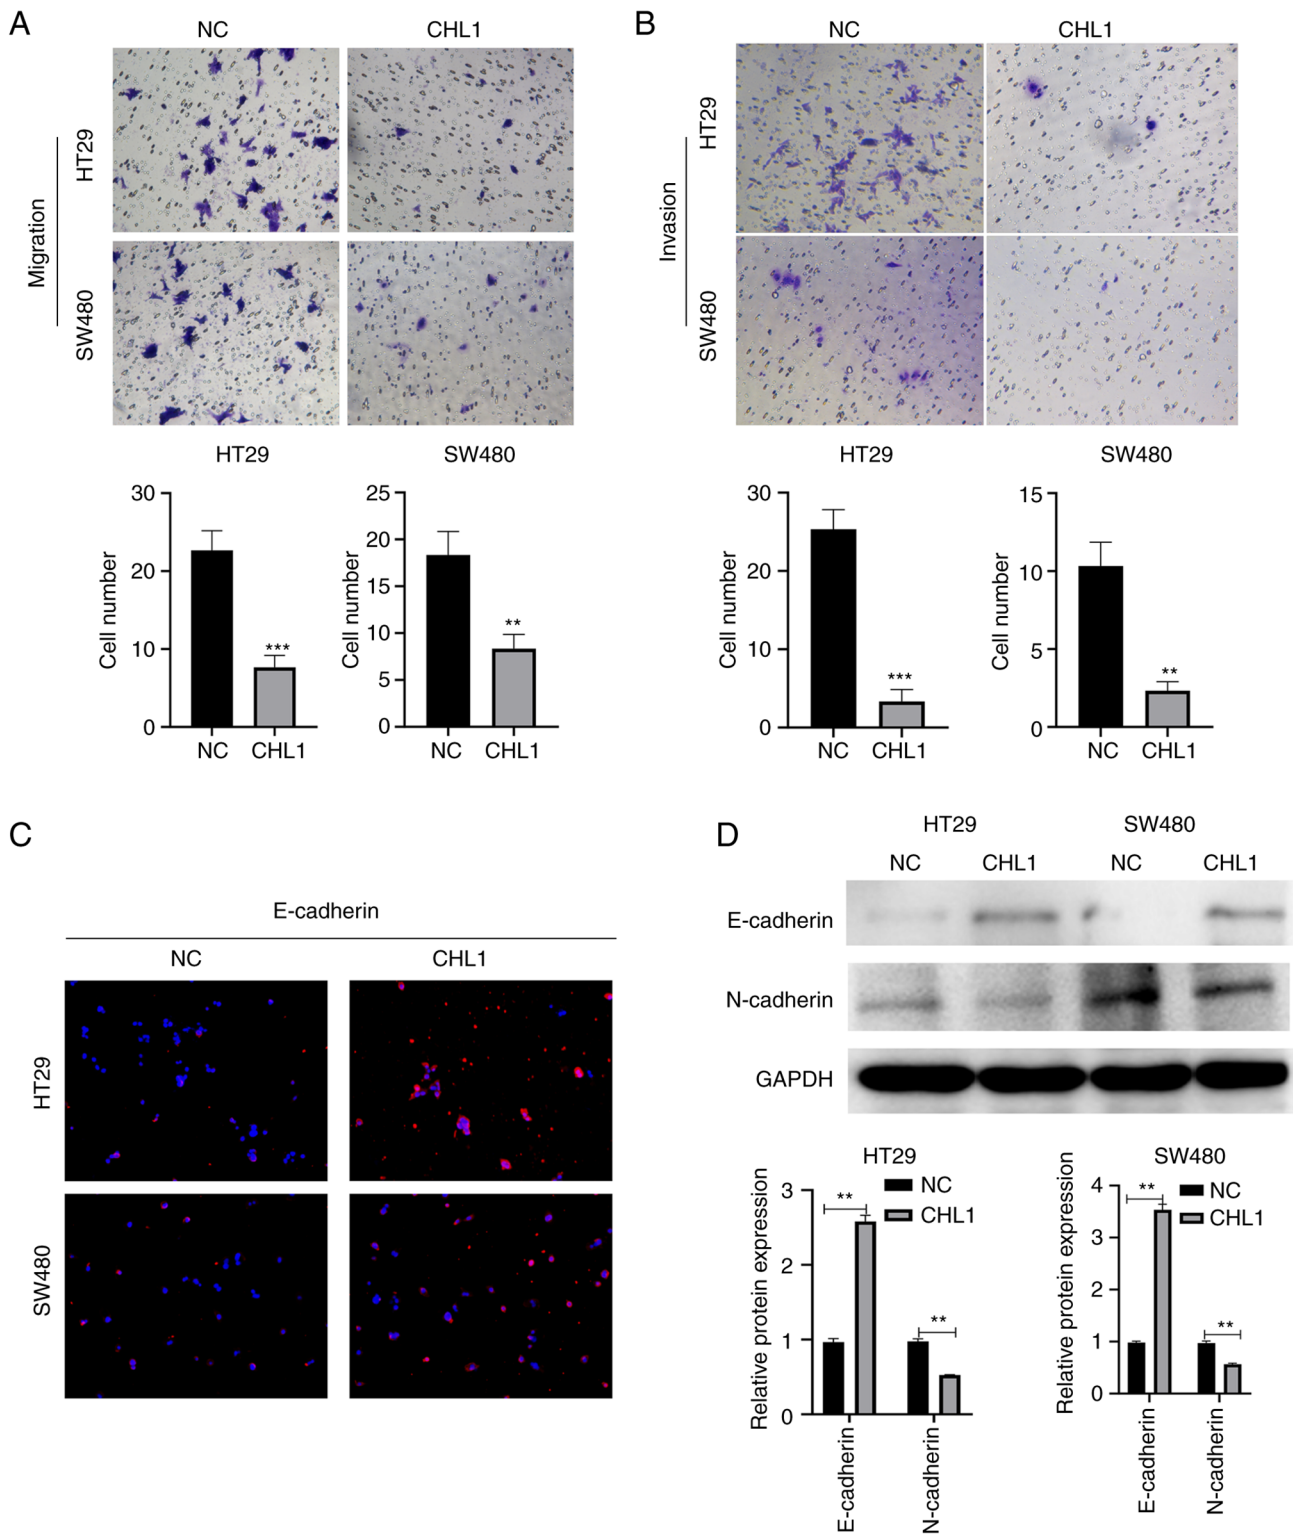 A
NC
CHL1
HT29
SW480
Migration
HT29
SW480
Cell number
30
20
10
0
***
NC
CHL1
Cell number
25
20
15
10
5
0
**
NC
CHL1
B
NC
CHL1
HT29
SW480
Invasion
HT29
SW480
Cell number
30
20
10
0
***
NC
CHL1
Cell number
15
10
5
0
**
NC
CHL1
C
E-cadherin
NC
CHL1
HT29
SW480
D
HT29
SW480
NC
CHL1
NC
CHL1
E-cadherin
N-cadherin
GAPDH
HT29
NC
CHL1
Relative protein expression
3
2
1
0
**
**
E-cadherin
N-cadherin
SW480
NC
CHL1
Relative protein expression
4
3
2
1
0
**
**
E-cadherin
N-cadherin